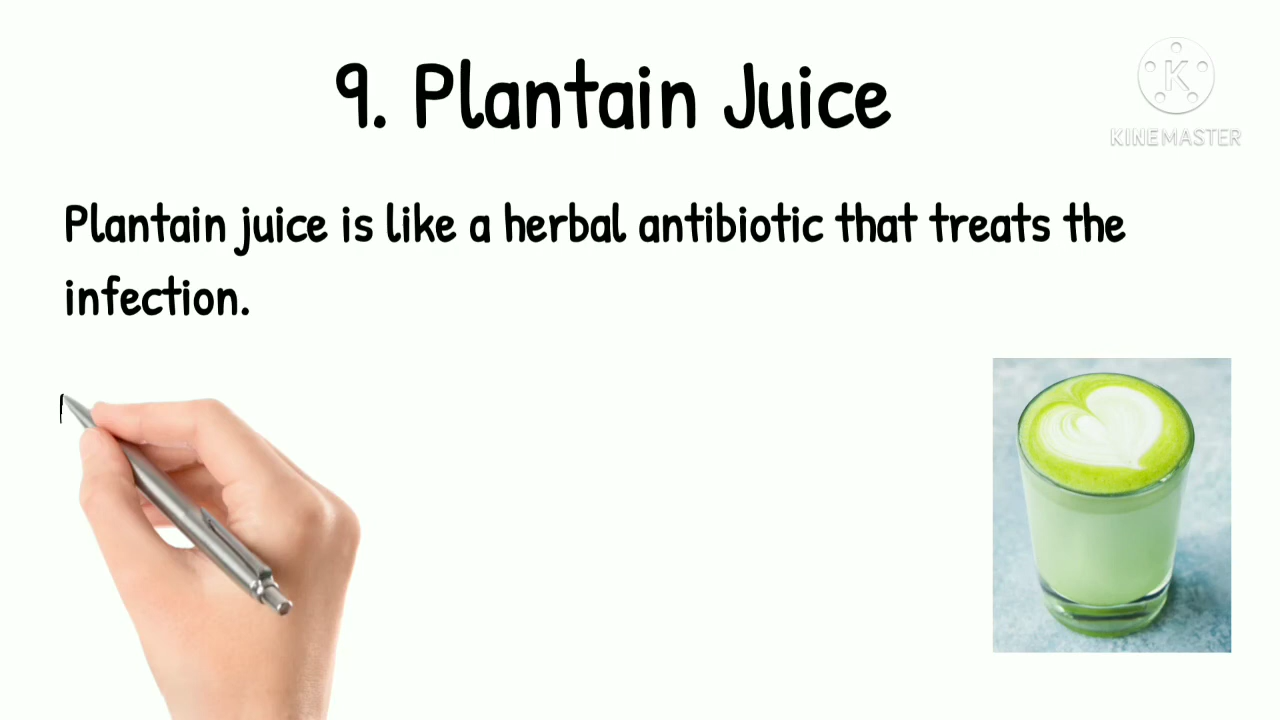 9. Plantain Juice
KINEMASTER
Plantain juice is like a herbal antibiotic that treats the
infection.